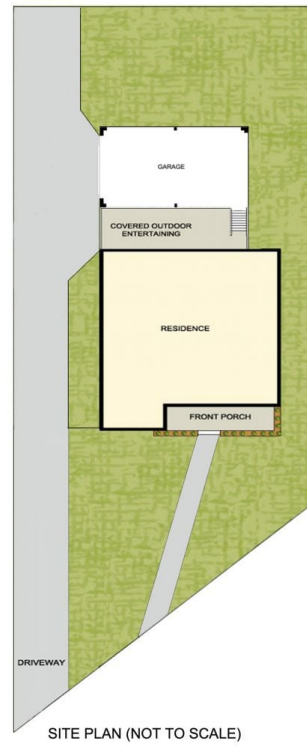 GARAGE
COVERED OUTDOOR
ENTERTAINING
RESIDENCE
FRONT PORCH
DRIVEWAY
SITE PLAN (NOT TO SCALE)